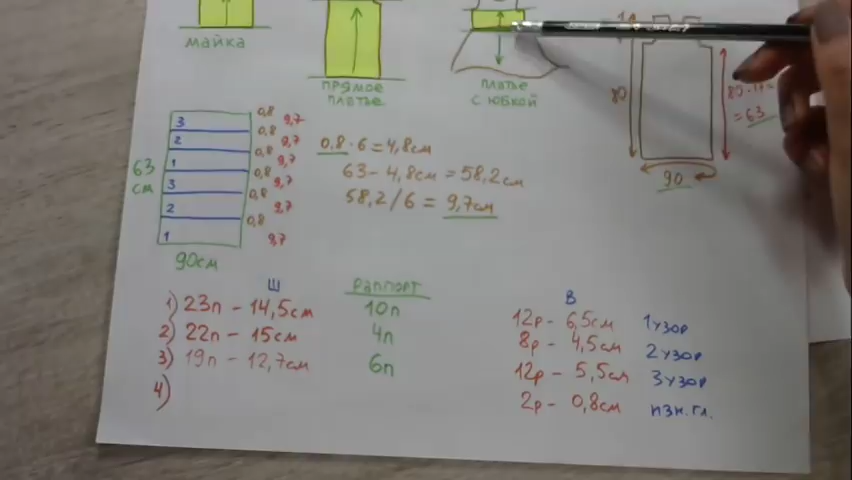 майка
прямое
платье
платье
с юбкой
80
= 63
90
63
см
3
2
1
3
2
1
0,8
9,7
0,8
9,7
0,8
9,7
0,8
9,7
0,8
9,7
0,8
9,7
90см
0,8 · 6 = 4,8см
63 - 4,8см = 58,2см
58,2/6 = 9,7см
Ш
Раппорт
В
1) 23п - 14,5см 10п
2) 22п - 15см 4п
3) 19п - 12,7см 6п
4)
12р - 6,5см 1узор
8р - 4,5см 2узор
12р - 5,5см 3узор
2р - 0,8см изн.гл.